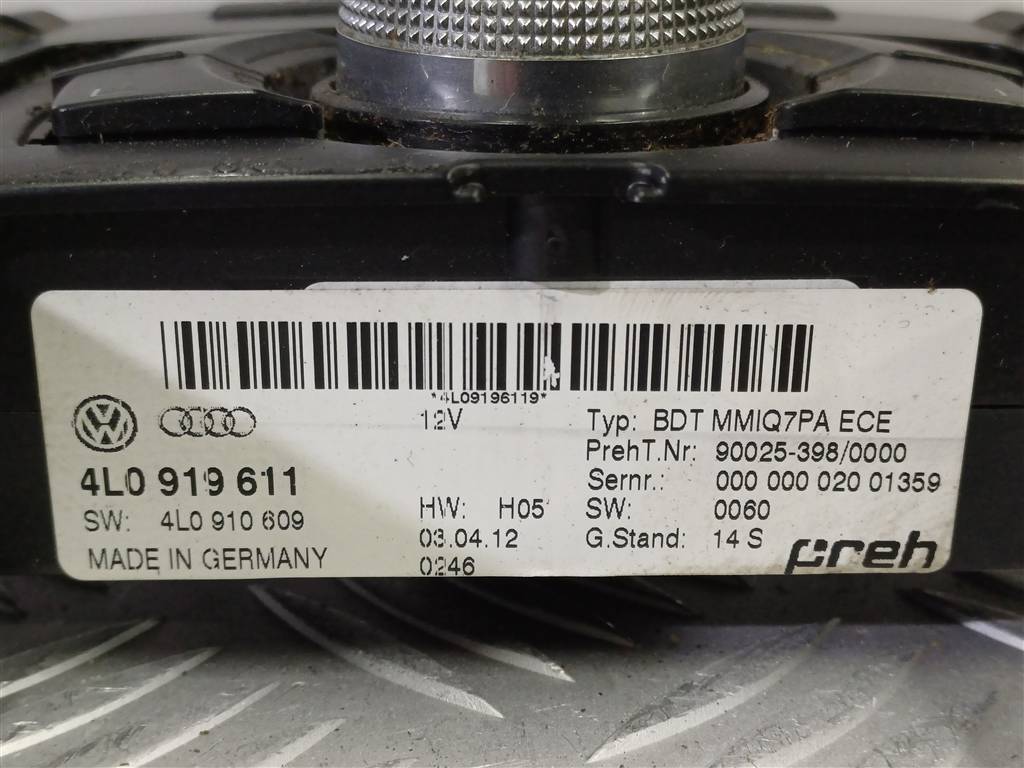 *4L09196119*
4L0 919 611
SW: 4L0 910 609
MADE IN GERMANY
12V
HW: H05
03.04.12
0246
Typ: BDT MMIQ7PA ECE
PrehT.Nr: 90025-398/0000
Sernr.: 000 000 020 01359
SW: 0060
G.Stand: 14 S
preh